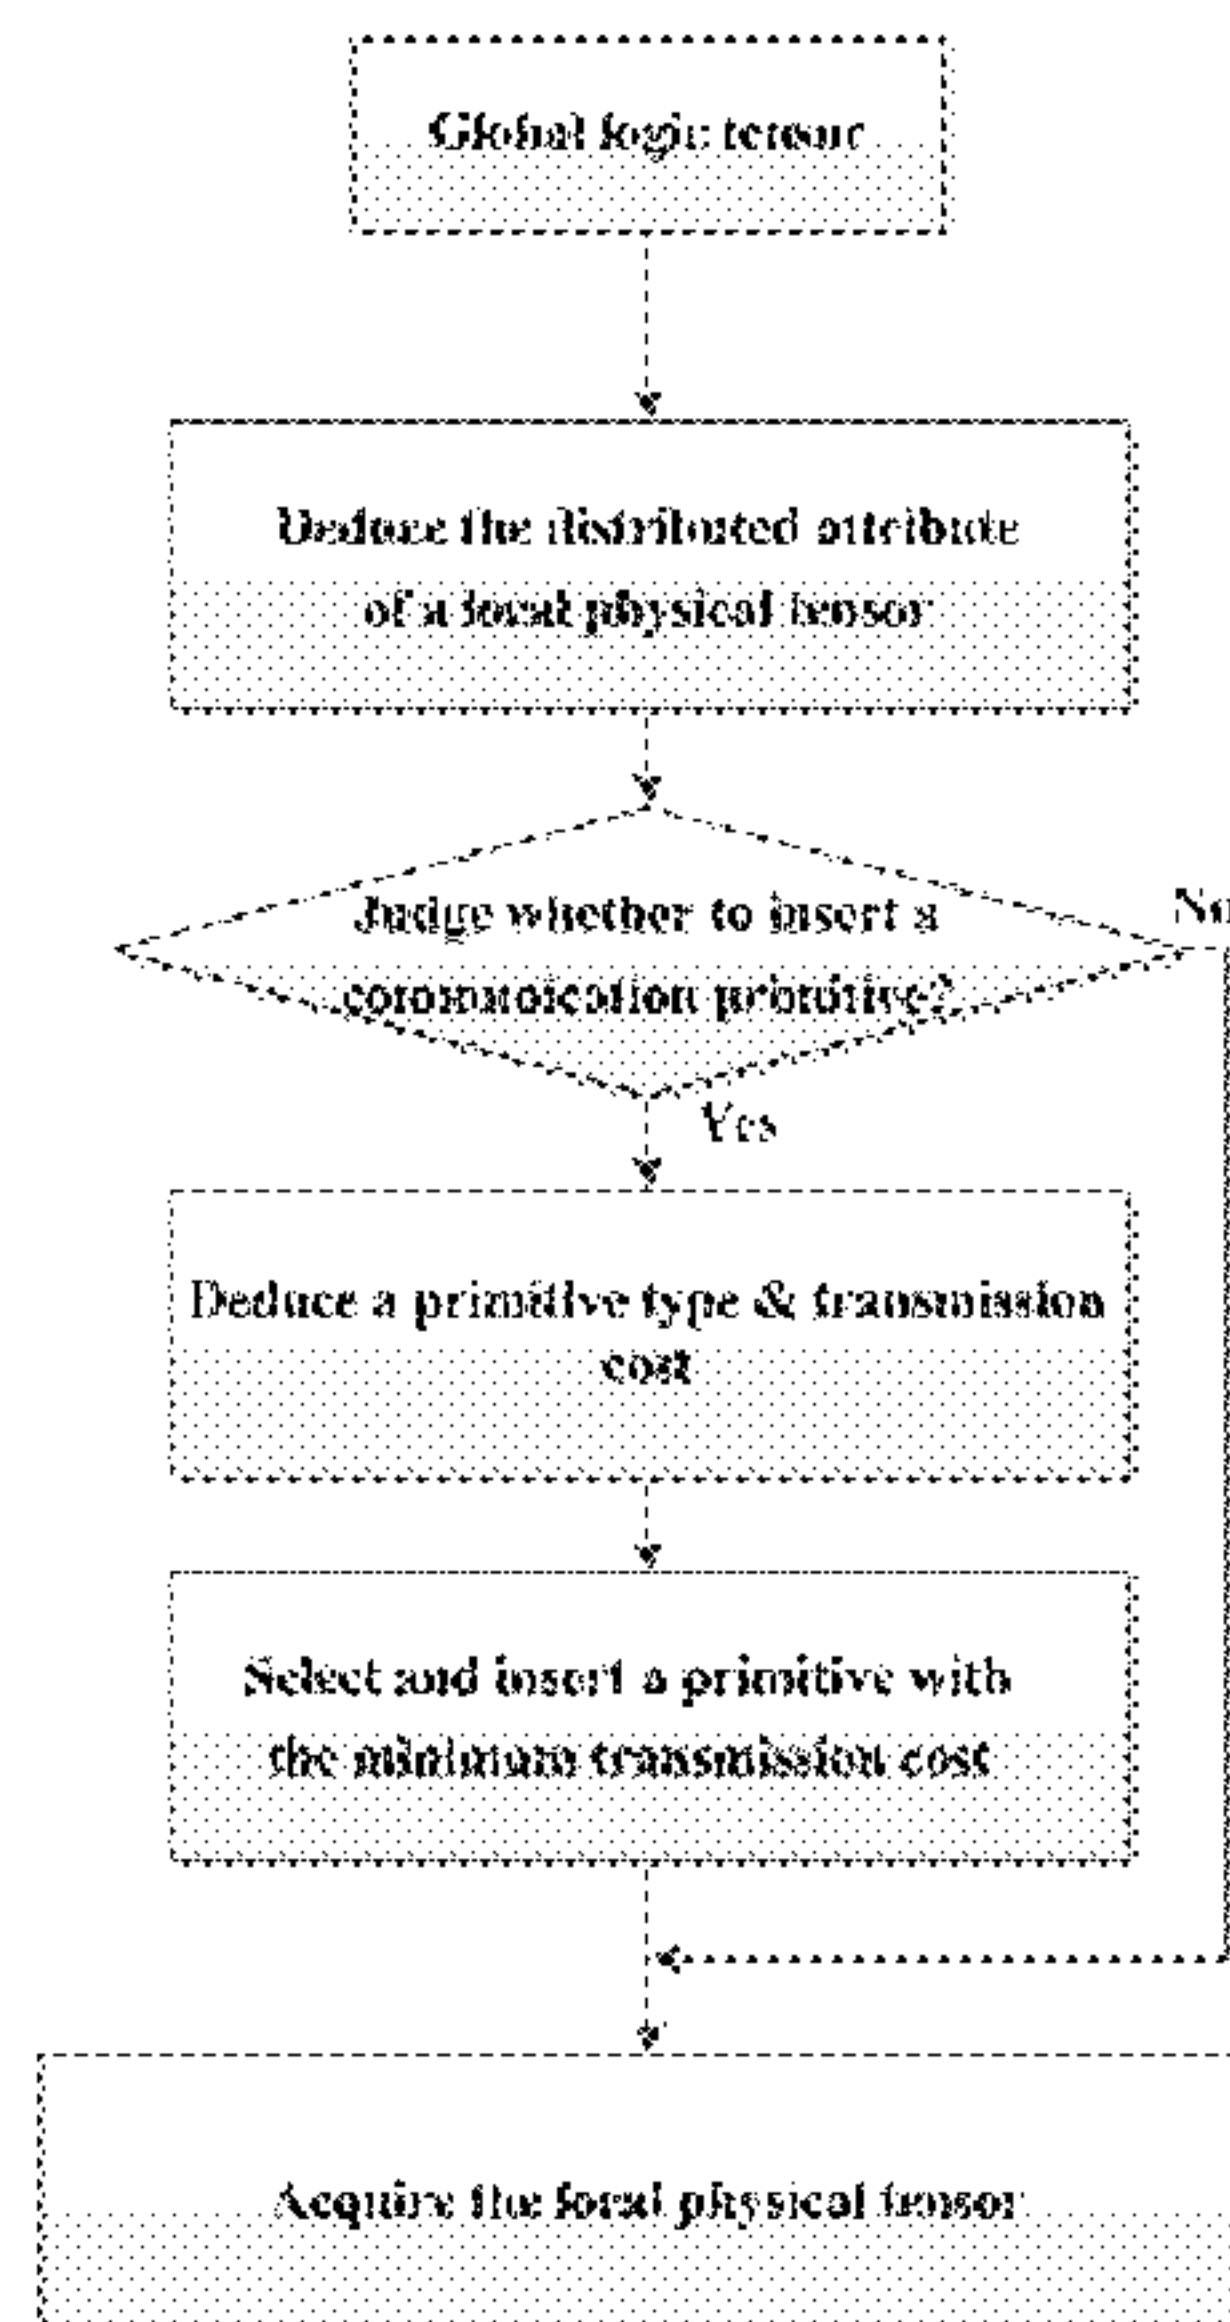 Global logic tensor
Deduce the distributed attribute
of a local physical tensor
Judge whether to insert a
communication primitive?
No
Yes
Deduce a primitive type & transmission
cost
Select and insert a primitive with
the minimum transmission cost
Acquire the local physical tensor